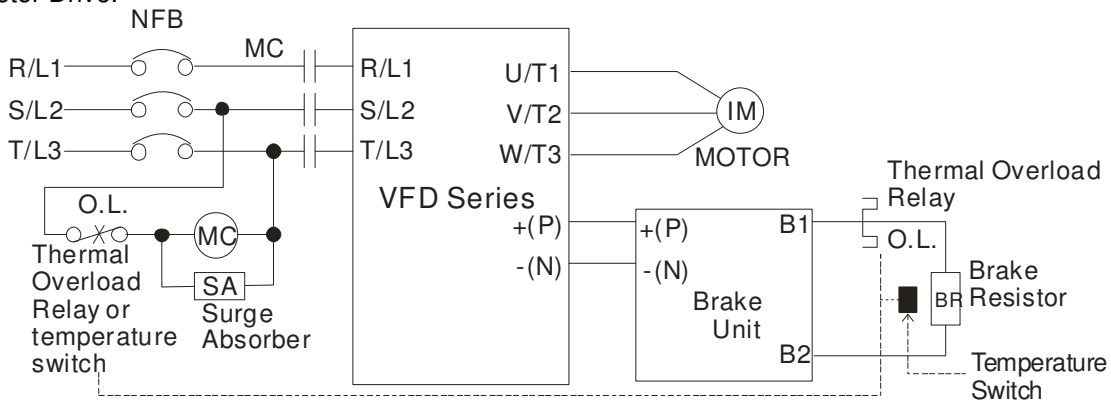 NFB
MC
R/L1
S/L2
T/L3
R/L1
S/L2
T/L3
U/T1
V/T2
W/T3
IM
MOTOR
VFD Series
+(P)
-(N)
+(P)
-(N)
Brake
Unit
B1
B2
Thermal Overload
Relay
O.L.
BR
Brake
Resistor
Temperature
Switch
O.L.
MC
SA
Surge
Absorber
Thermal
Overload
Relay or
temperature
switch